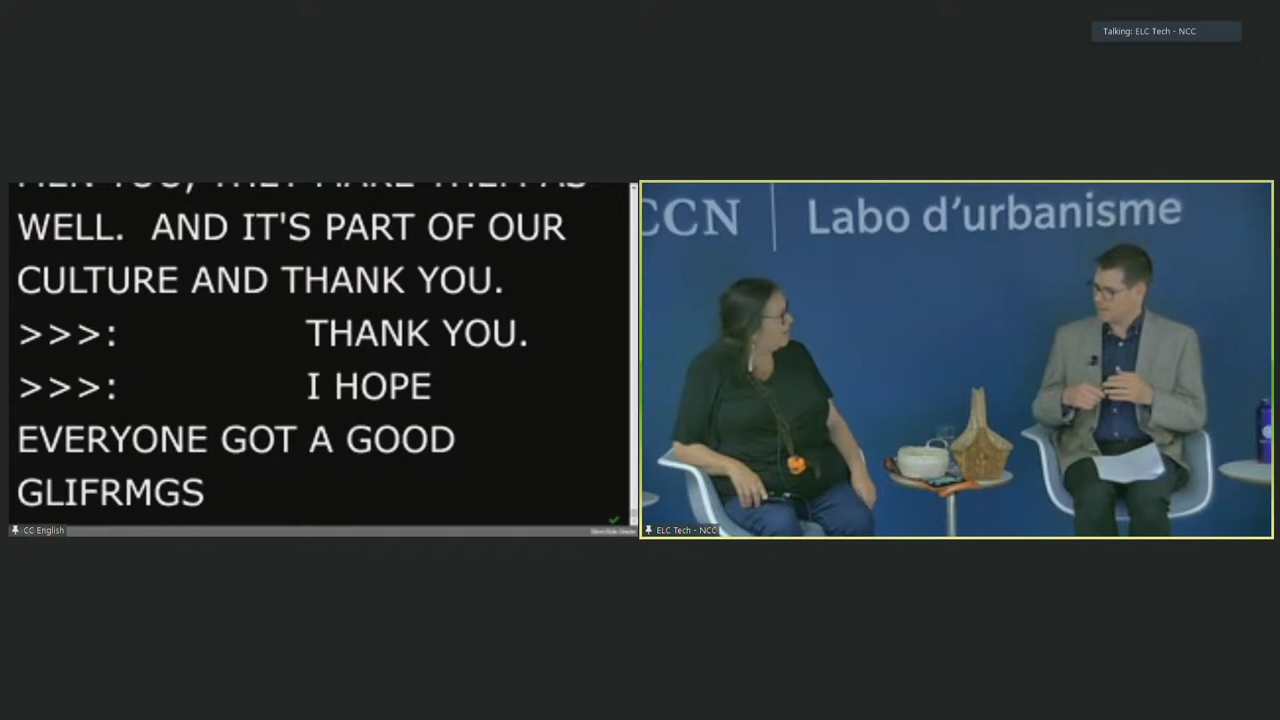 Talking: ELC Tech - NCC
WELL. AND IT'S PART OF OUR
CULTURE AND THANK YOU.
>>>: THANK YOU.
>>>: I HOPE
EVERYONE GOT A GOOD
GLIFRMGS
CC English
CCN | Labo d’urbanisme
ELC Tech - NCC